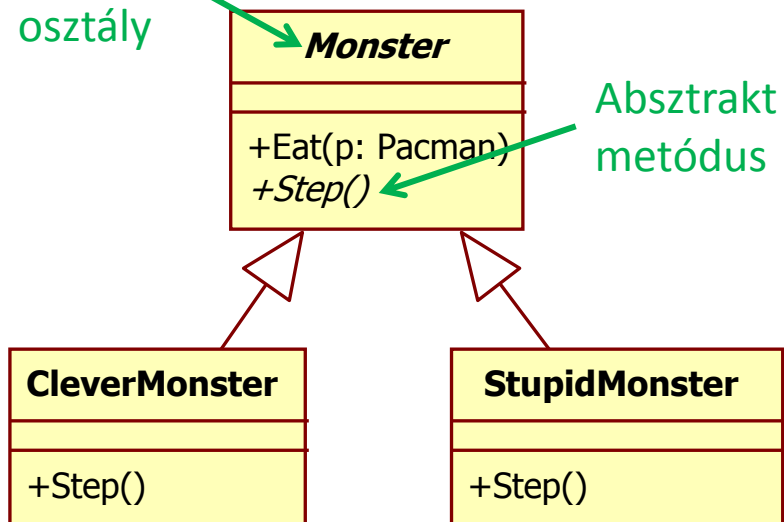 osztály
Monster
Absztrakt
metódus
+Eat(p: Pacman)
+Step()
CleverMonster
+Step()
StupidMonster
+Step()